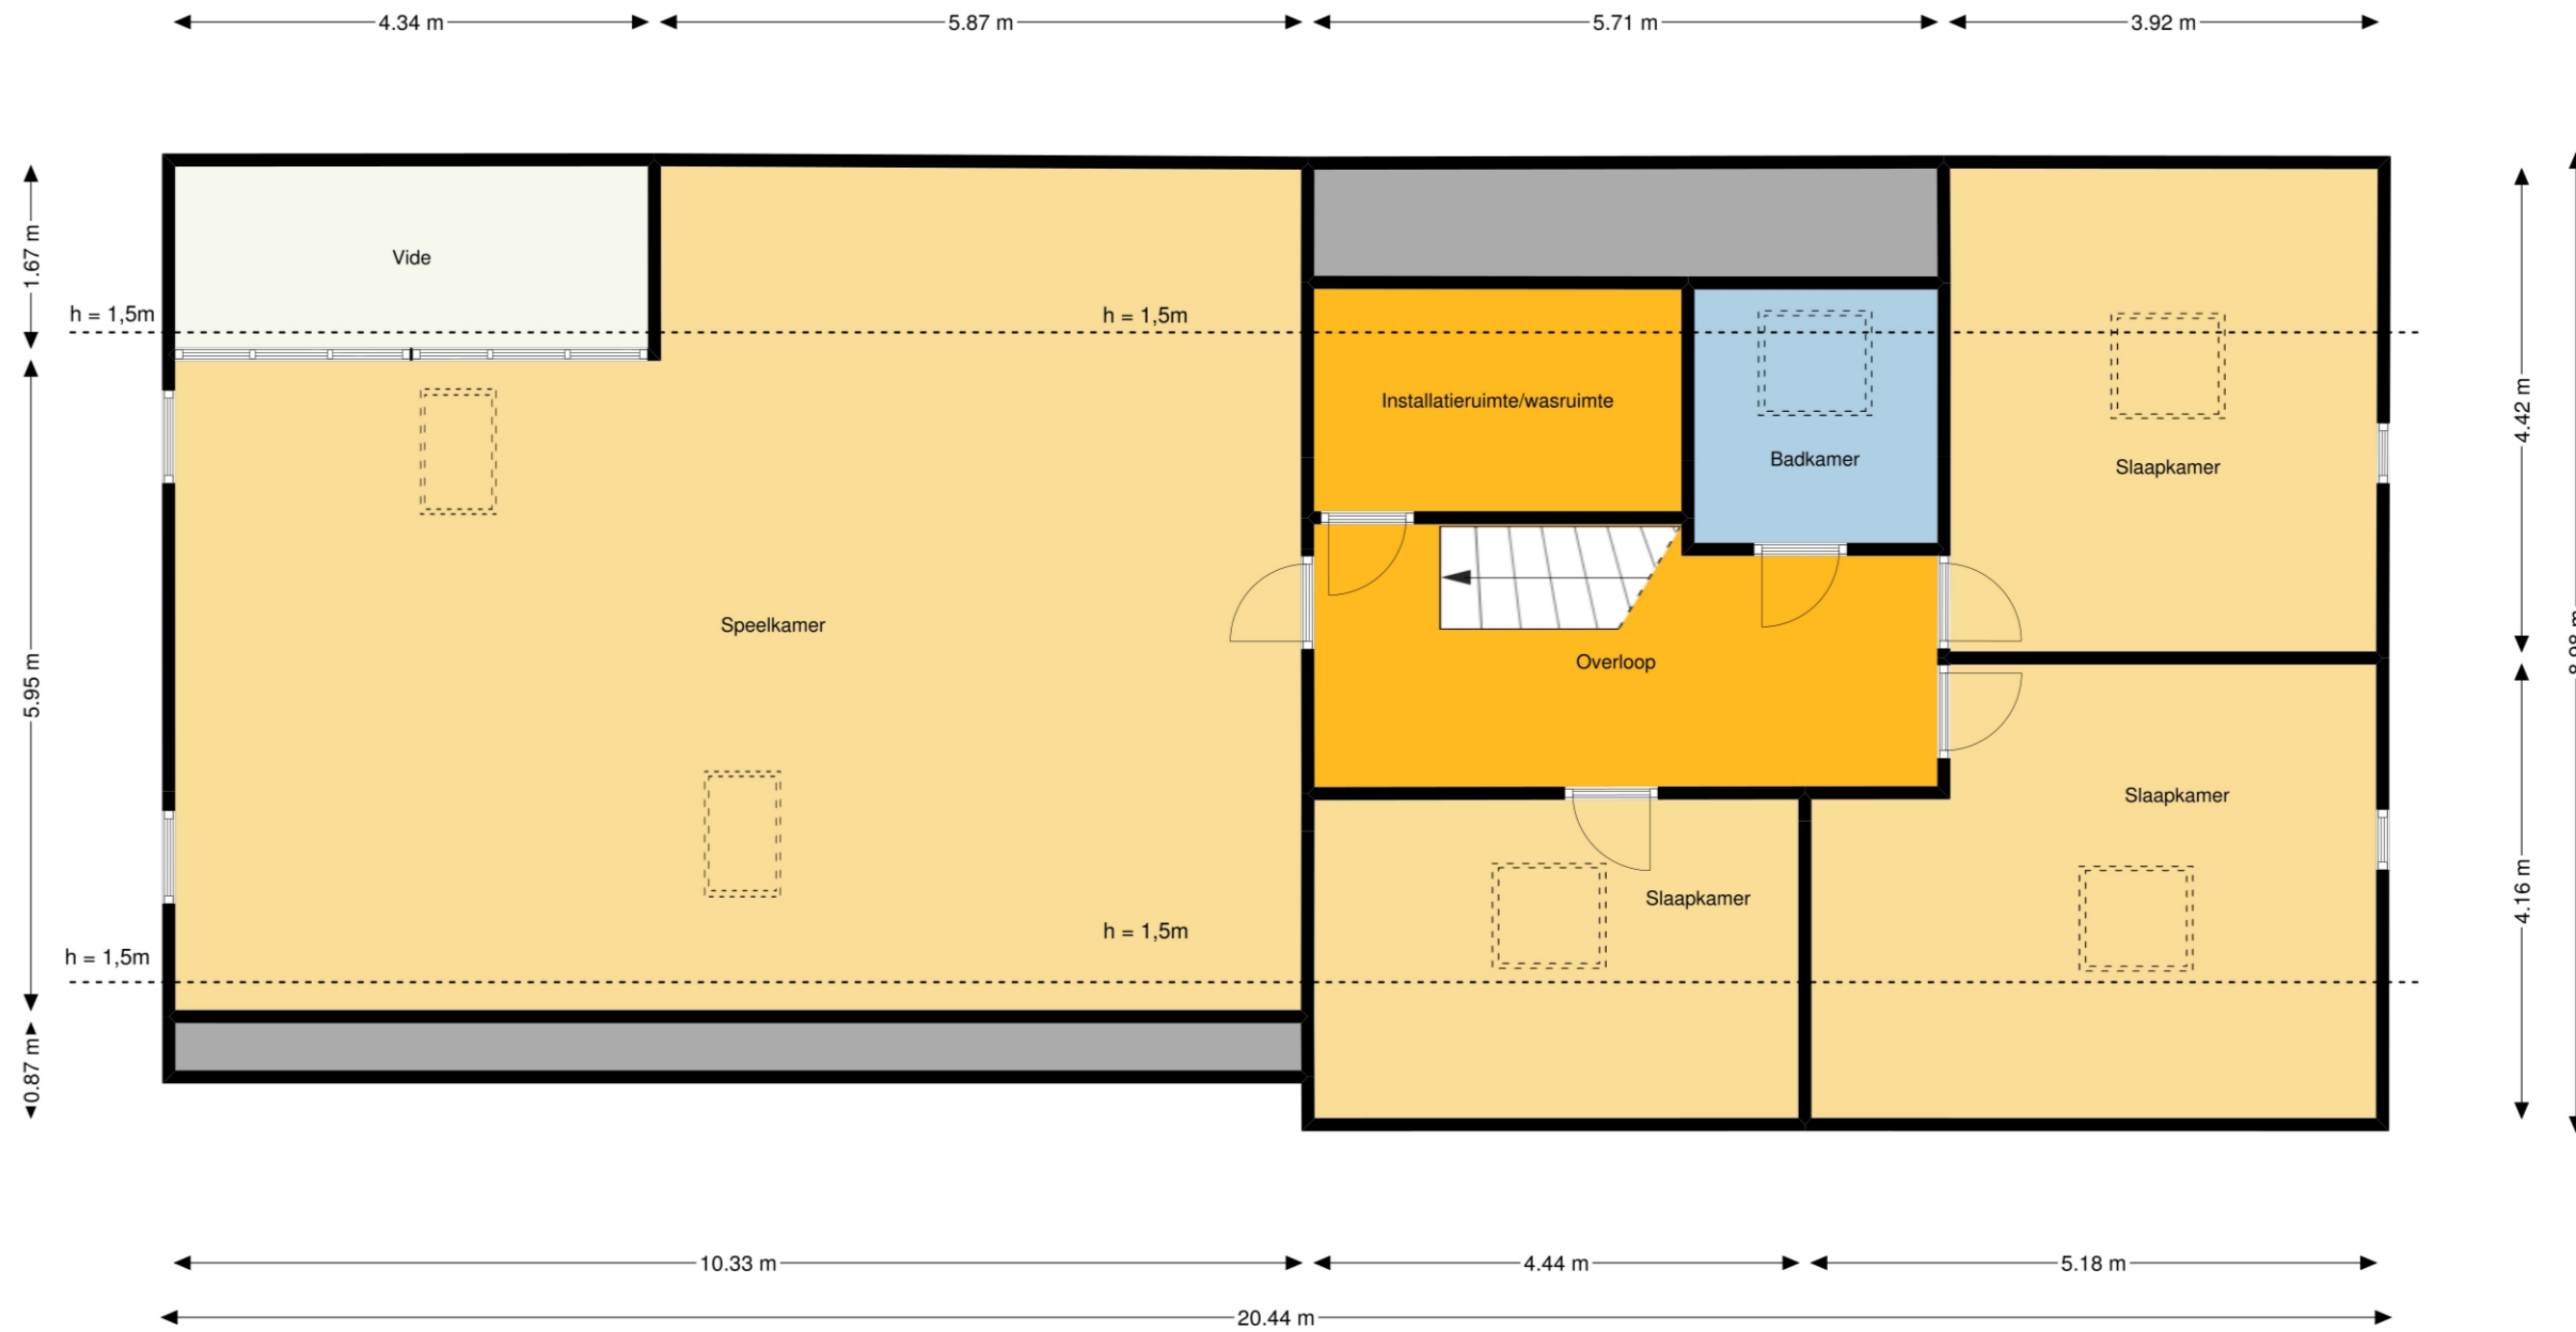 4.34 m
5.87 m
5.71 m
3.92 m
1.67 m
Vide
h = 1,5m
h = 1,5m
4.42 m
Installatieruimte/wasruimte
Badkamer
Slaapkamer
Speelkamer
Overloop
5.95 m
Slaapkamer
Slaapkamer
4.16 m
h = 1,5m
h = 1,5m
0.87 m
10.33 m
4.44 m
5.18 m
20.44 m